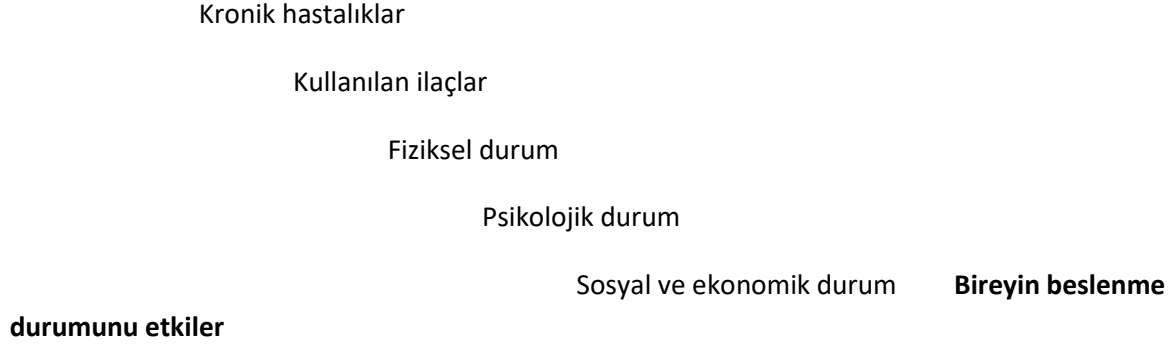 Kronik hastalıklar
Kullanılan ilaçlar
Fiziksel durum
Psikolojik durum
Sosyal ve ekonomik durum Bireyin beslenme
durumunu etkiler